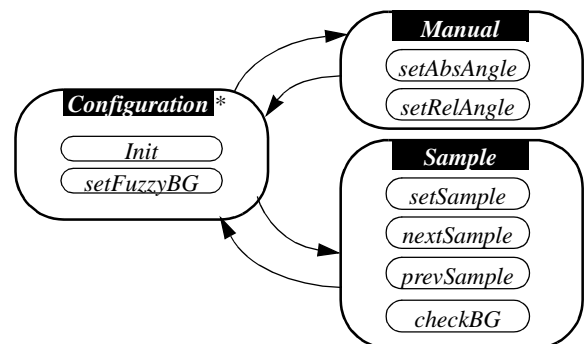 Configuration *
Init
setFuzzyBG
Manual
setAbsAngle
setRelAngle
Sample
setSample
nextSample
prevSample
checkBG